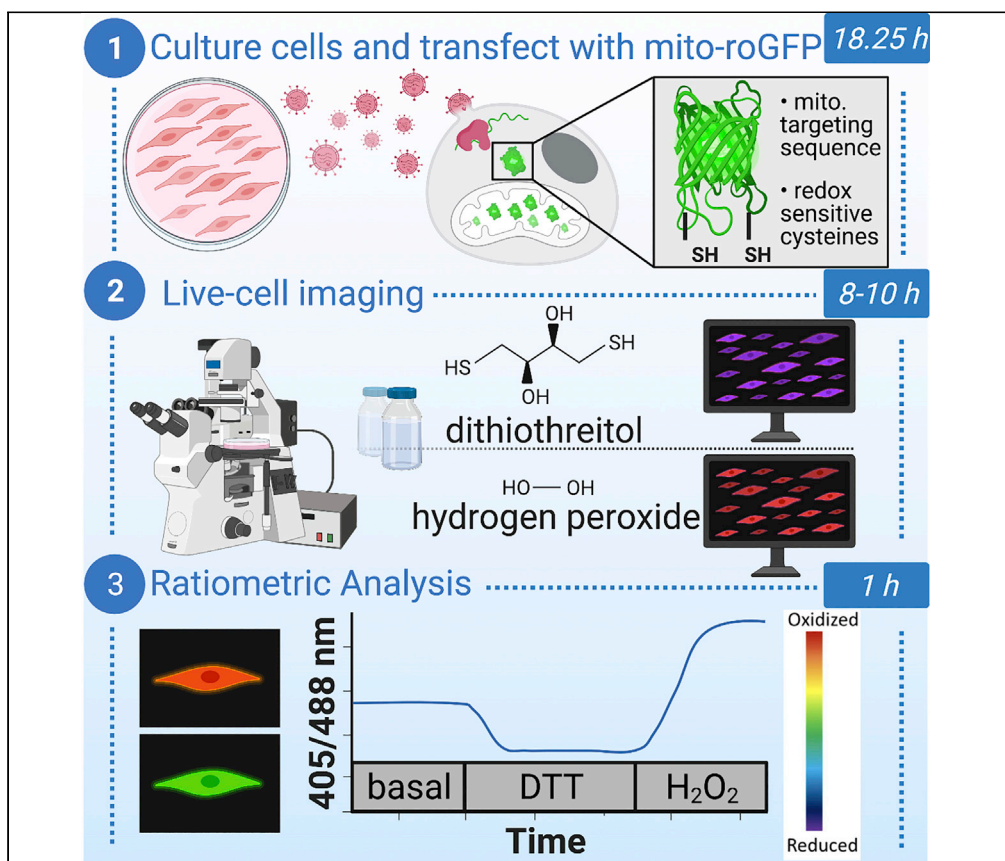 1 Culture cells and transfect with mito-roGFP 18.25 h
• mito.
targeting
sequence
• redox
sensitive
cysteines
SH SH
2 Live-cell imaging 8-10 h
OH
SH
HS
OH
dithiothreitol
HO OH
hydrogen peroxide
3 Ratiometric Analysis 1 h
405/488 nm
basal DTT H₂O₂
Time
Oxidized
Reduced